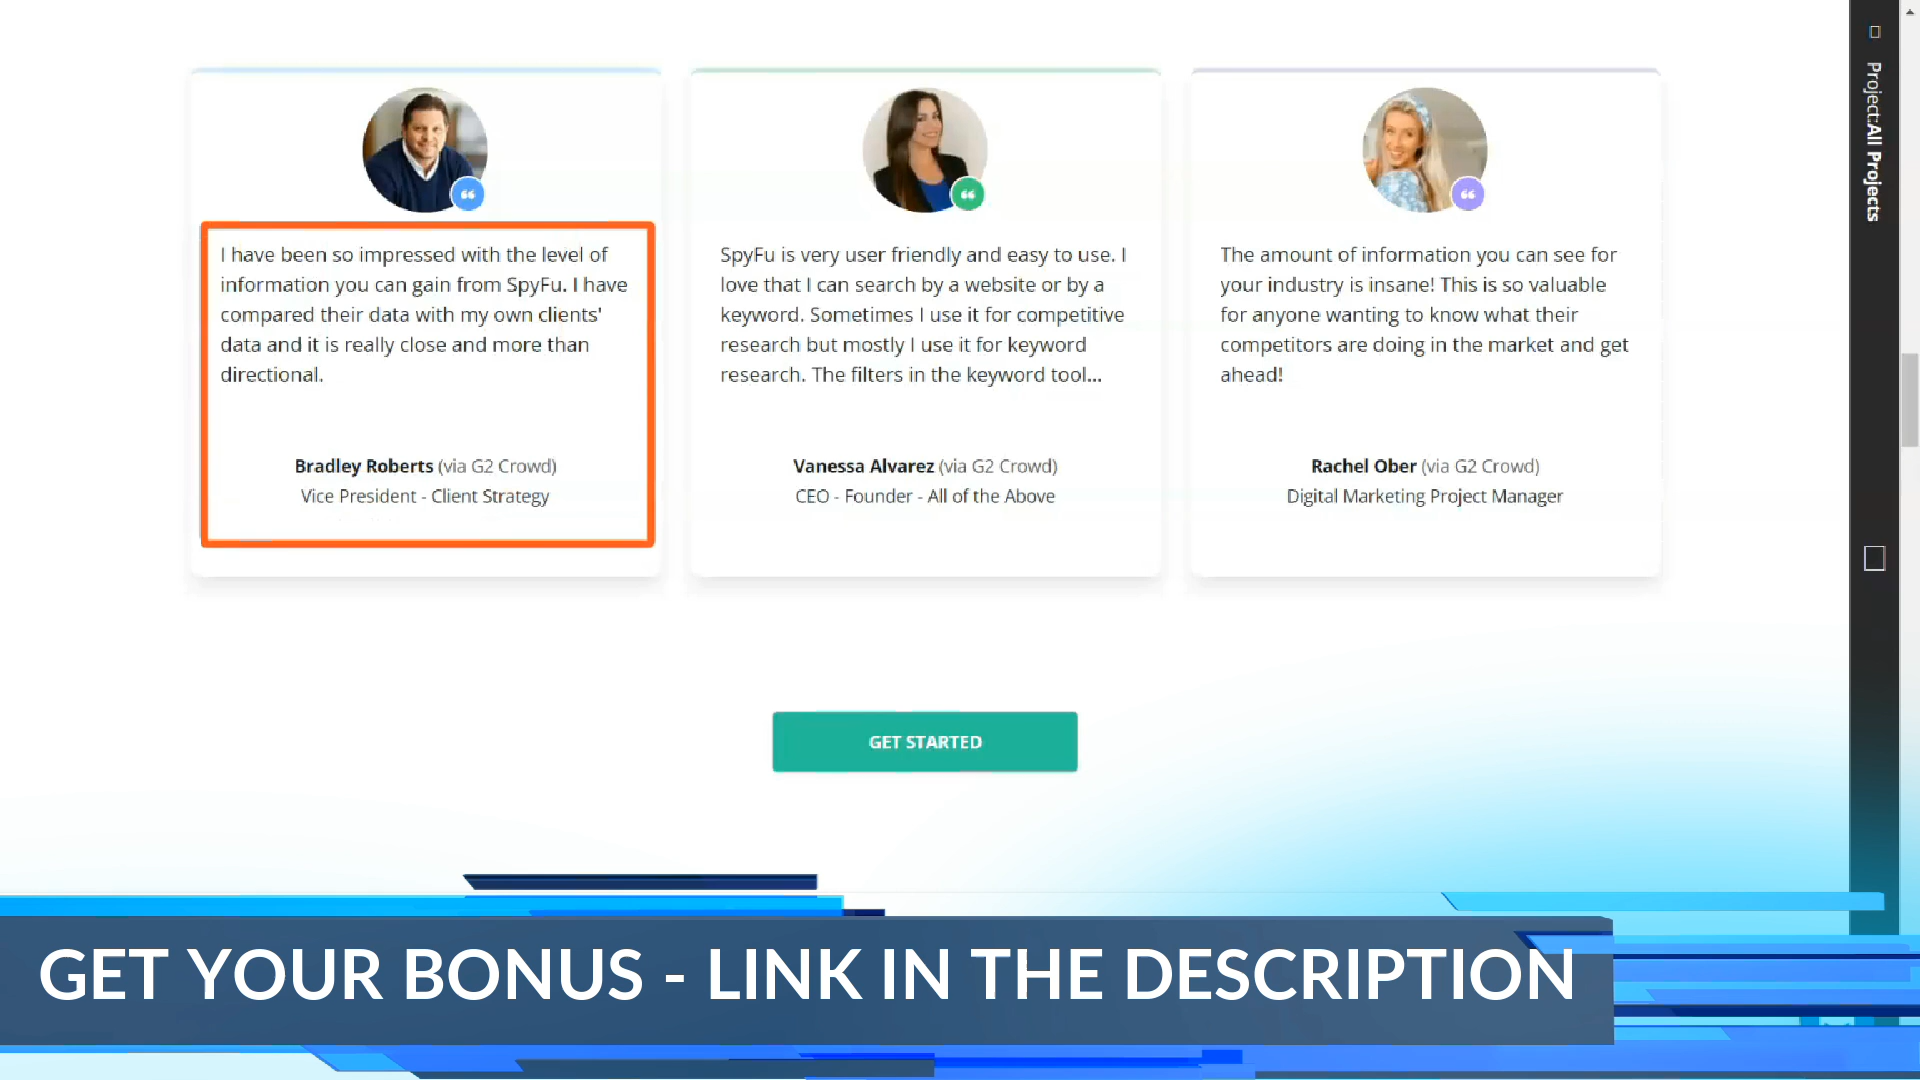 I have been so impressed with the level of
information you can gain from SpyFu. I have
compared their data with my own clients'
data and it is really close and more than
directional.
Bradley Roberts (via G2 Crowd)
Vice President - Client Strategy
SpyFu is very user friendly and easy to use. I
love that I can search by a website or by a
keyword. Sometimes I use it for competitive
research but mostly I use it for keyword
research. The filters in the keyword tool...
Vanessa Alvarez (via G2 Crowd)
CEO - Founder - All of the Above
The amount of information you can see for
your industry is insane! This is so valuable
for anyone wanting to know what their
competitors are doing in the market and get
ahead!
Rachel Ober (via G2 Crowd)
Digital Marketing Project Manager
Project:All Projects
GET STARTED
GET YOUR BONUS - LINK IN THE DESCRIPTION